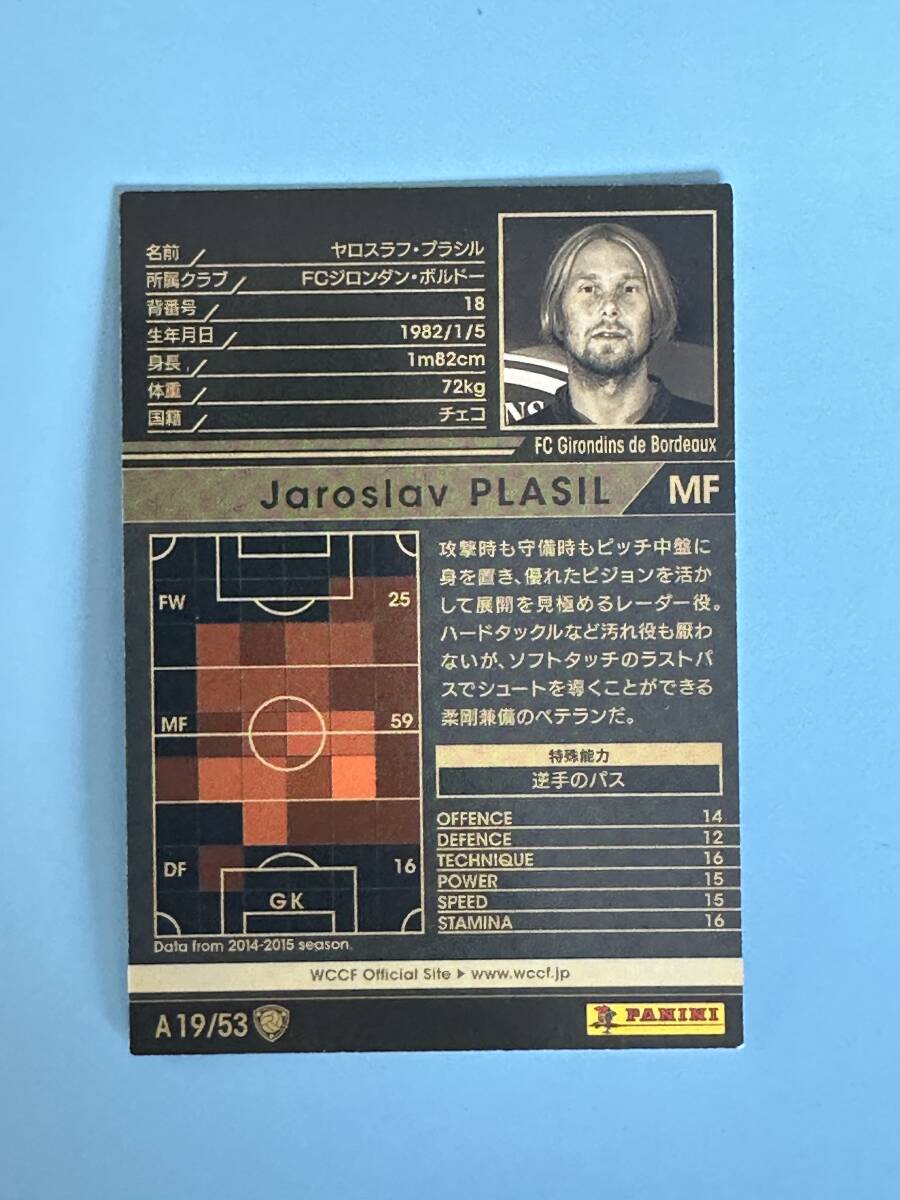 名前 ヤロスラフ・プラシル
所属クラブ FCジロンダン・ボルドー
背番号 18
生年月日 1982/1/5
身長 1m82cm
体重 72kg
国籍 チェコ
NS
FC Girondins de Bordeaux
Jaroslav PLASIL MF
FW 25
MF 59
DF 16
GK
Data from 2014-2015 season.
攻撃時も守備時もピッチ中盤に
身を置き、優れたビジョンを活か
して展開を見極めるレーダー役。
ハードタックルなど汚れ役も厭わ
ないが、ソフトタッチのラストパ
スでシュートを導くことができる
柔剛兼備のベテランだ。
特殊能力
逆手のパス
OFFENCE 14
DEFENCE 12
TECHNIQUE 16
POWER 15
SPEED 15
STAMINA 16
WCCF Official Site ▶ www.wccf.jp
A 19/53
PANINI